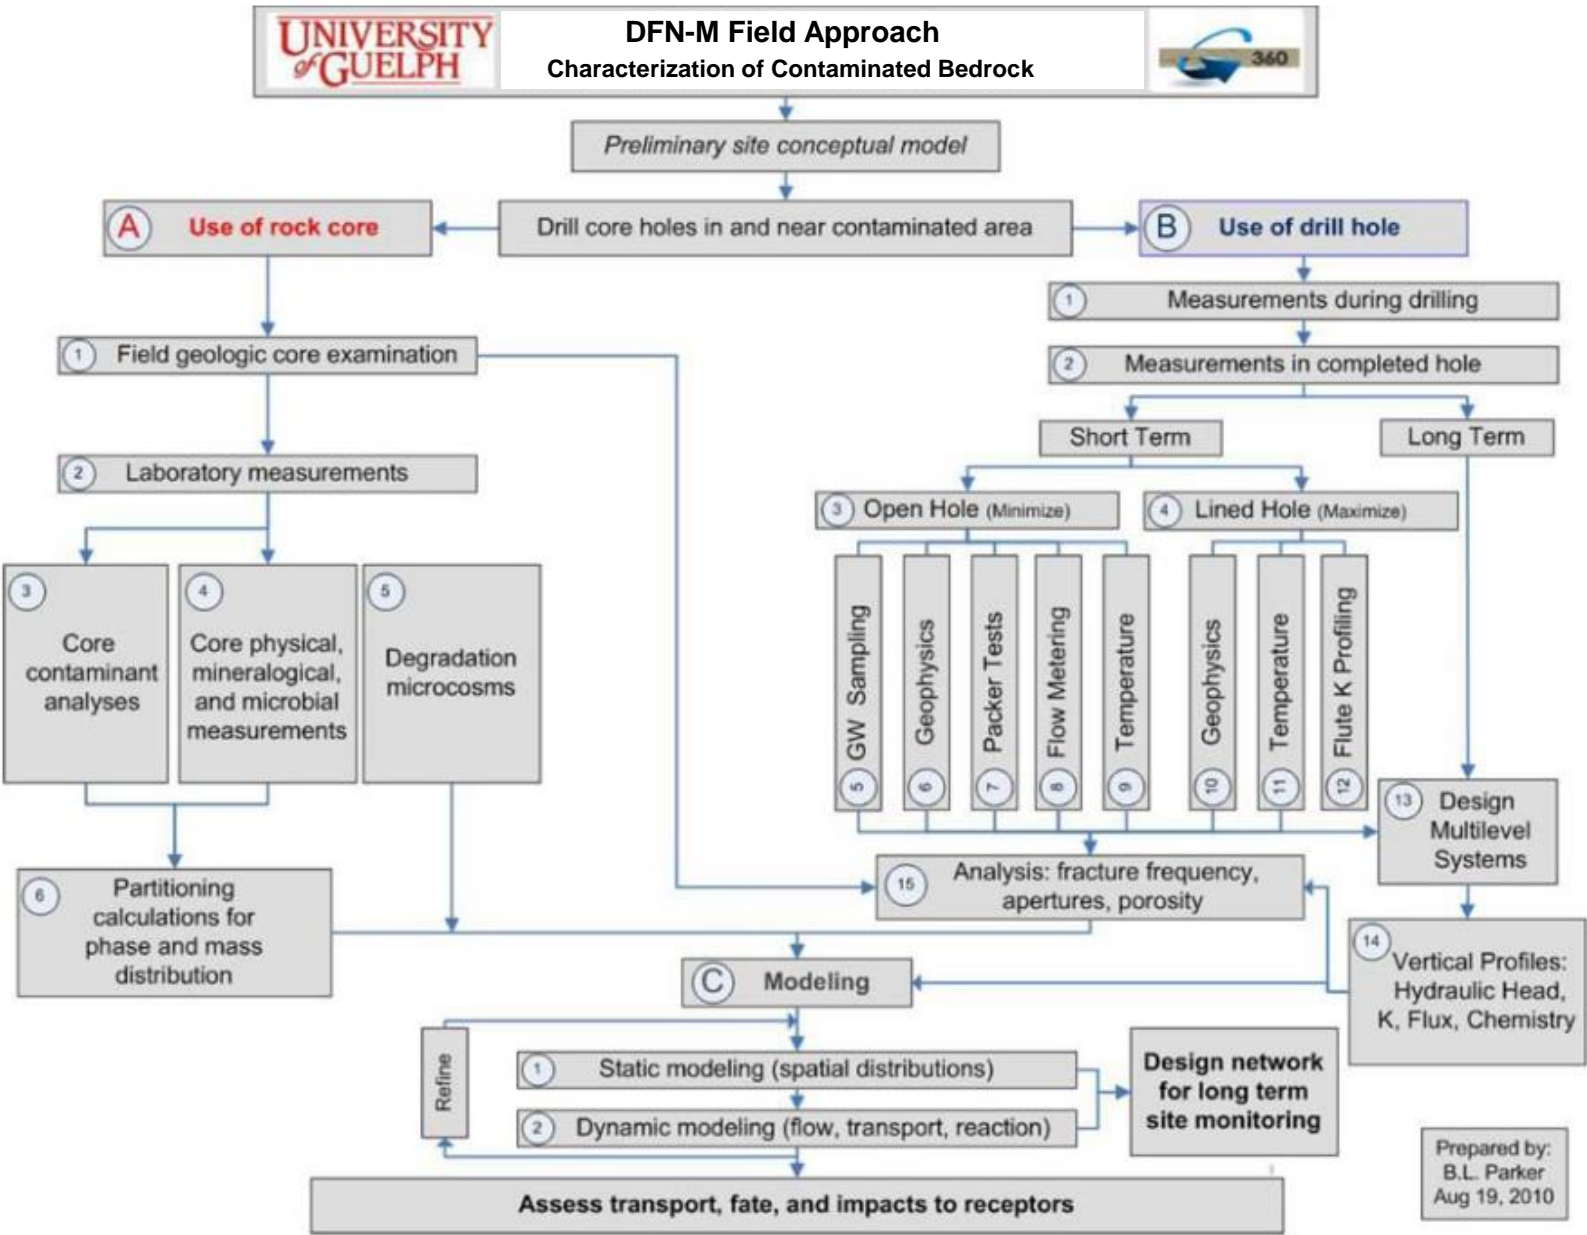 UNIVERSITY
of GUELPH
DFN-M Field Approach
Characterization of Contaminated Bedrock
360
Preliminary site conceptual model
A Use of rock core
Drill core holes in and near contaminated area
B Use of drill hole
1 Measurements during drilling
1 Field geologic core examination
2 Measurements in completed hole
Short Term
Long Term
2 Laboratory measurements
3 Open Hole (Minimize)
4 Lined Hole (Maximize)
3
Core
contaminant
analyses
4
Core physical,
mineralogical,
and microbial
measurements
5
Degradation
microcosms
5 GW Sampling
6 Geophysics
7 Packer Tests
8 Flow Metering
9 Temperature
10 Geophysics
11 Temperature
12 Flute K Profiling
13 Design
Multilevel
Systems
6 Partitioning
calculations for
phase and mass
distribution
15 Analysis: fracture frequency,
apertures, porosity
14 Vertical Profiles:
Hydraulic Head,
K, Flux, Chemistry
C Modeling
Refine
1 Static modeling (spatial distributions)
2 Dynamic modeling (flow, transport, reaction)
Design network
for long term
site monitoring
Assess transport, fate, and impacts to receptors
Prepared by:
B.L. Parker
Aug 19, 2010